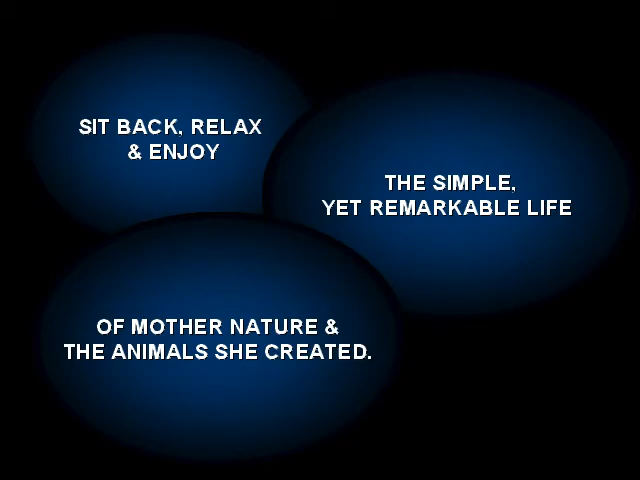 SIT BACK, RELAX
& ENJOY
THE SIMPLE,
YET REMARKABLE LIFE
OF MOTHER NATURE &
THE ANIMALS SHE CREATED.